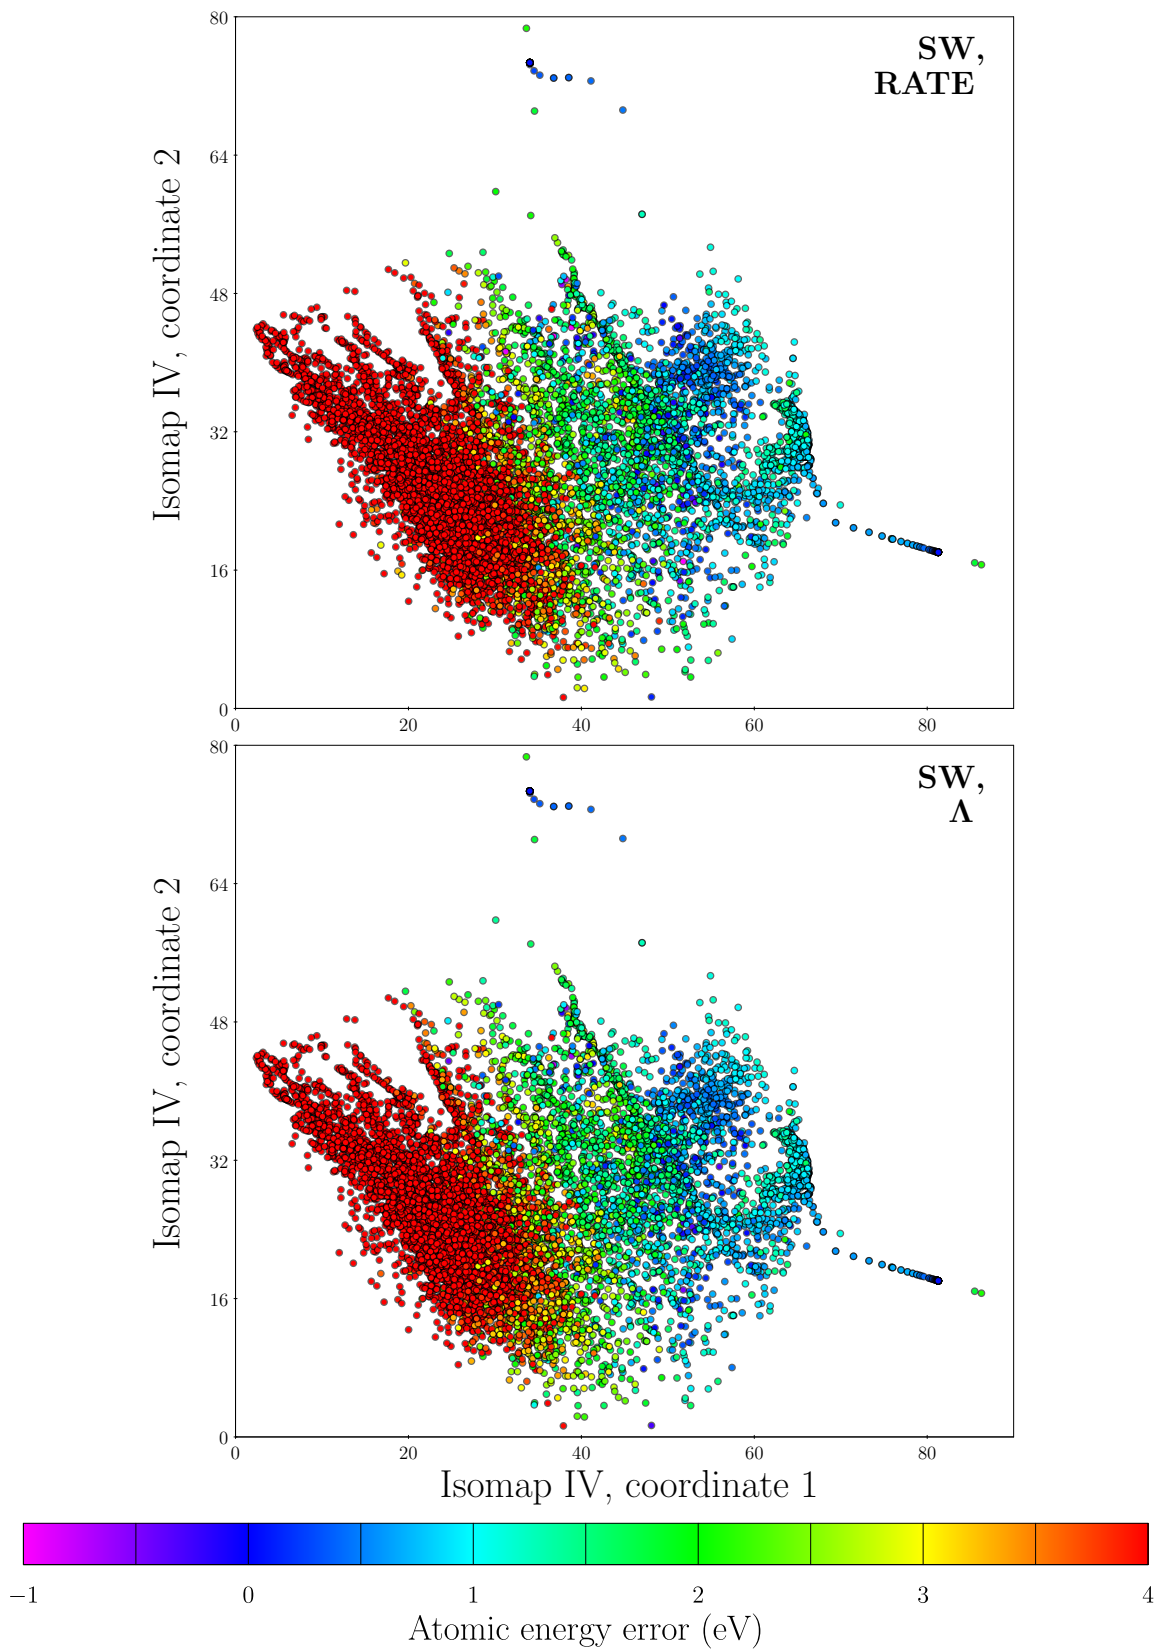 80
64
48
32
16
0
Isomap IV, coordinate 2
SW,
RATE
0 20 40 60 80
80
64
48
32
16
0
Isomap IV, coordinate 2
SW,
Λ
0 20 40 60 80
Isomap IV, coordinate 1
−1 0 1 2 3 4
Atomic energy error (eV)